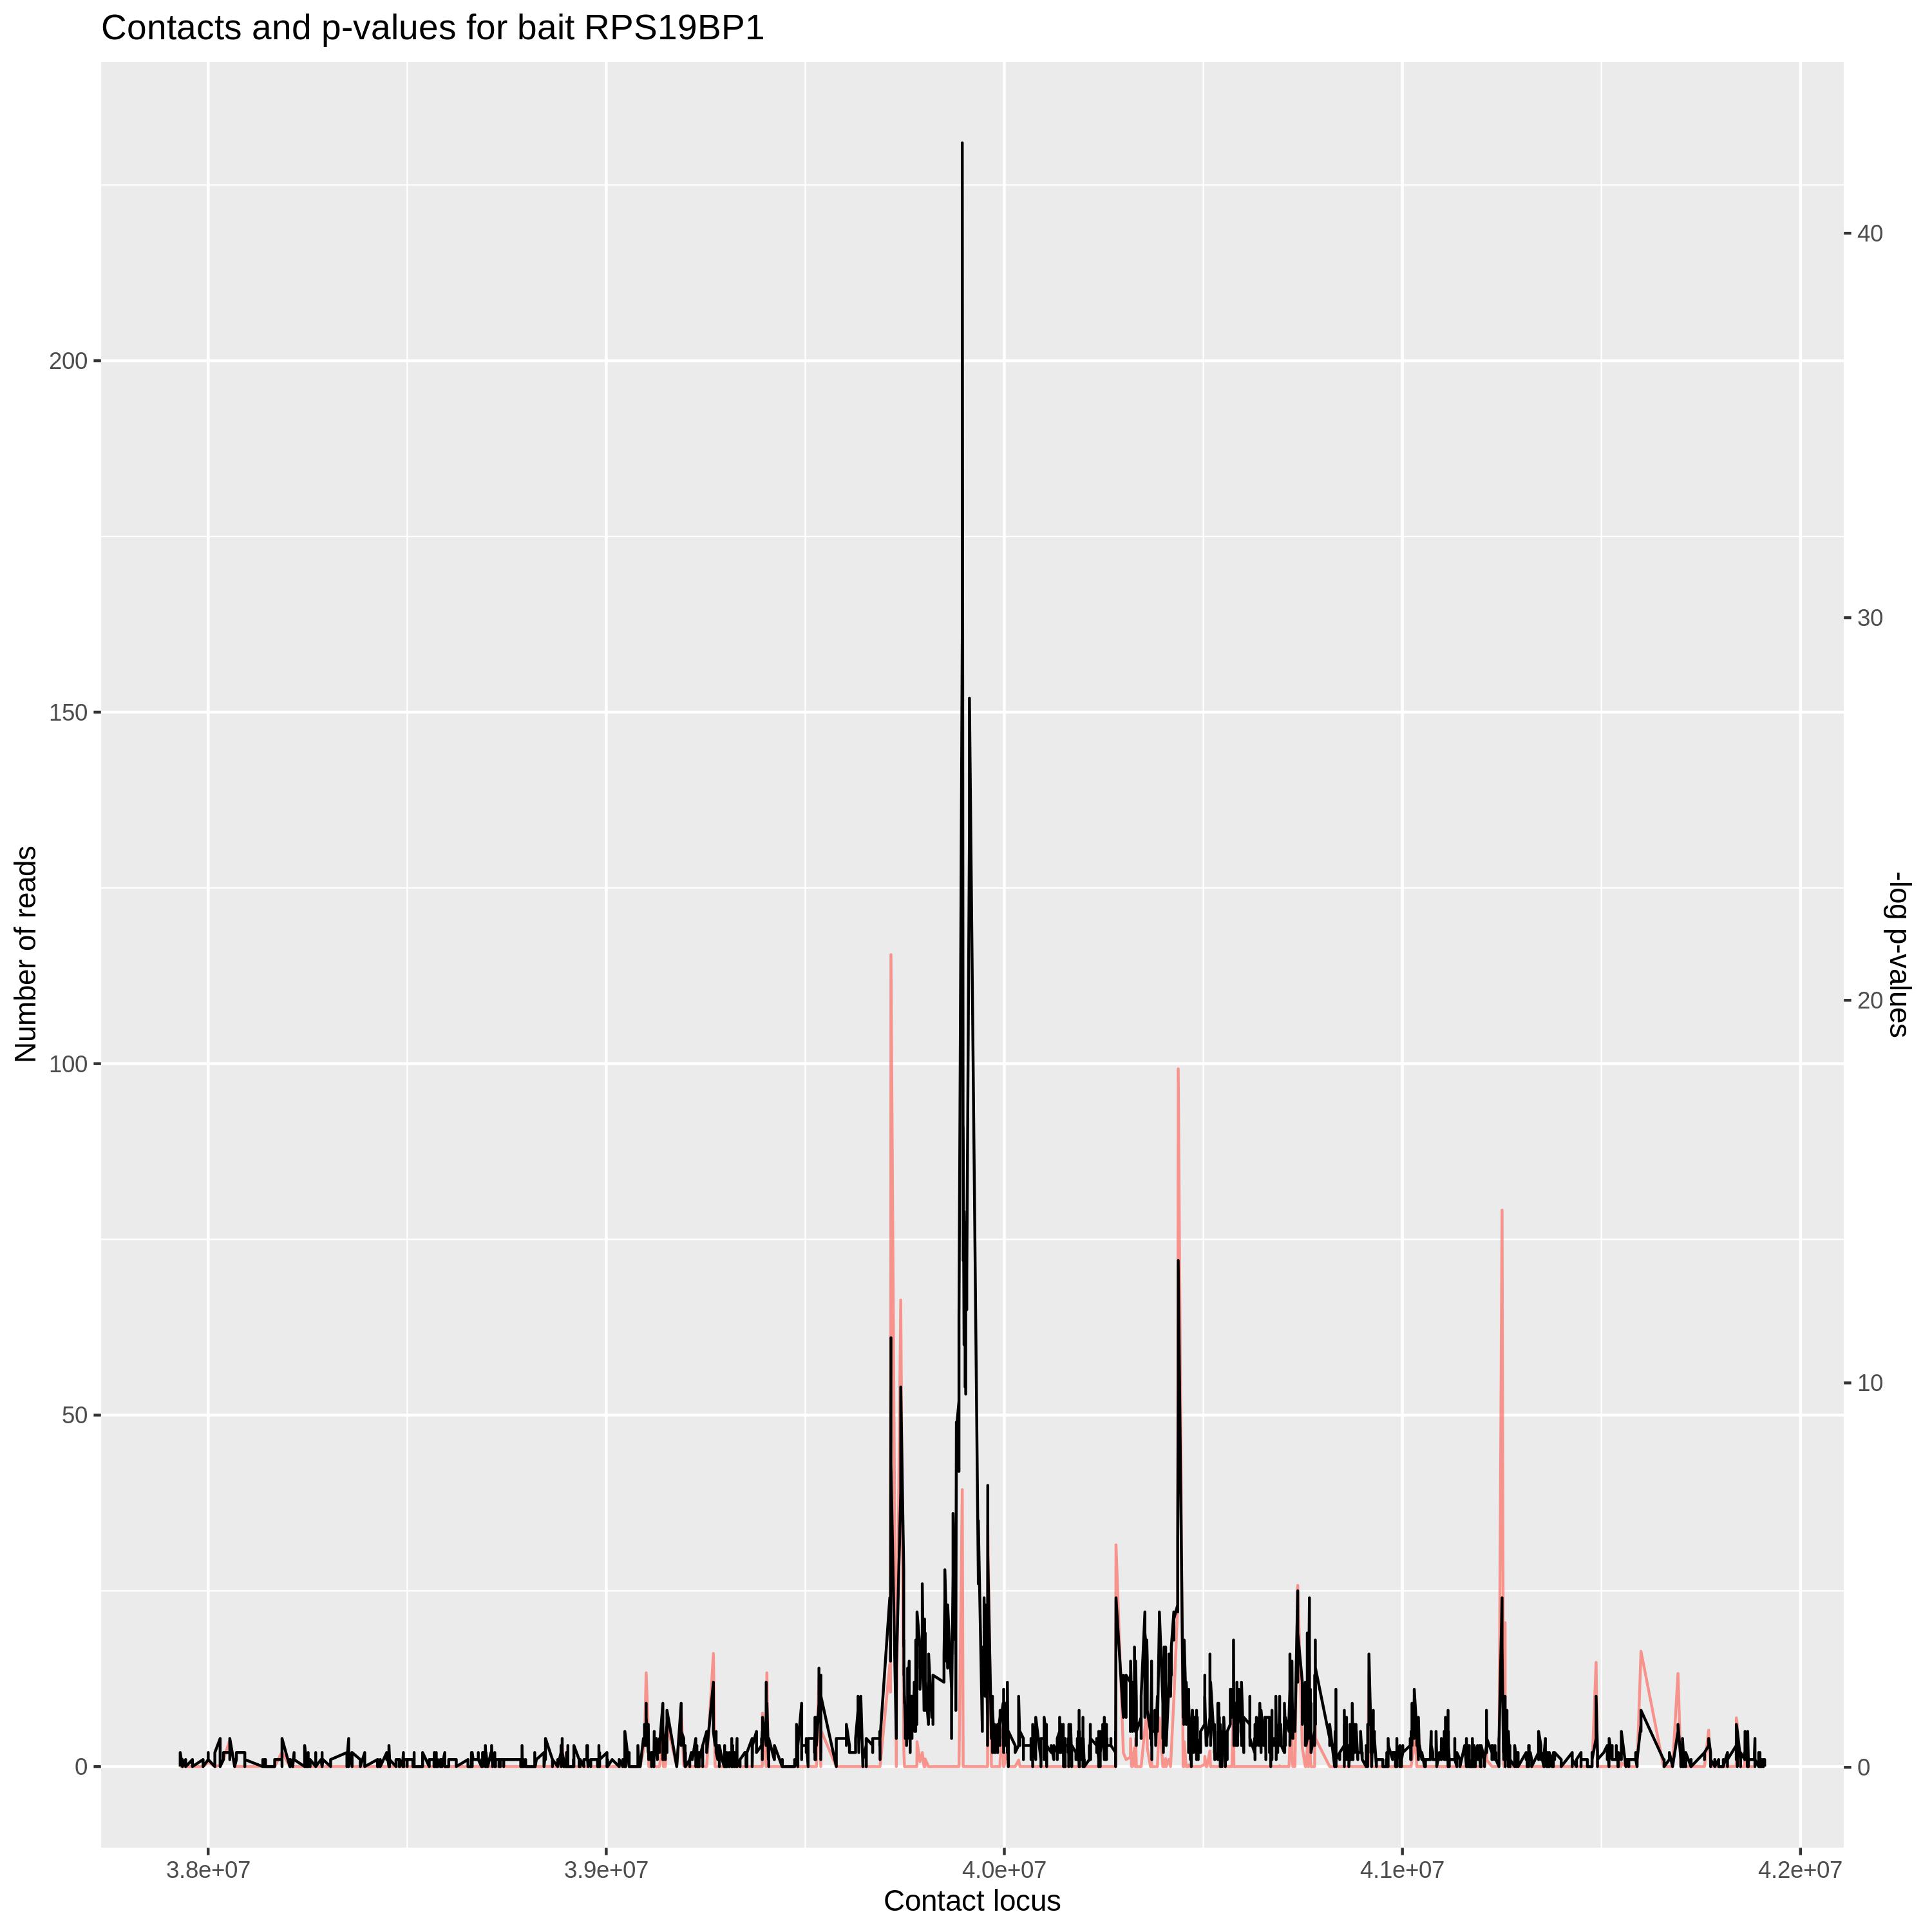 Contacts and p-values for bait RPS19BP1
Number of reads
200
150
100
50
0
40
30
20
10
0
-log p-values
3.8e+07
3.9e+07
4.0e+07
4.1e+07
4.2e+07
Contact locus